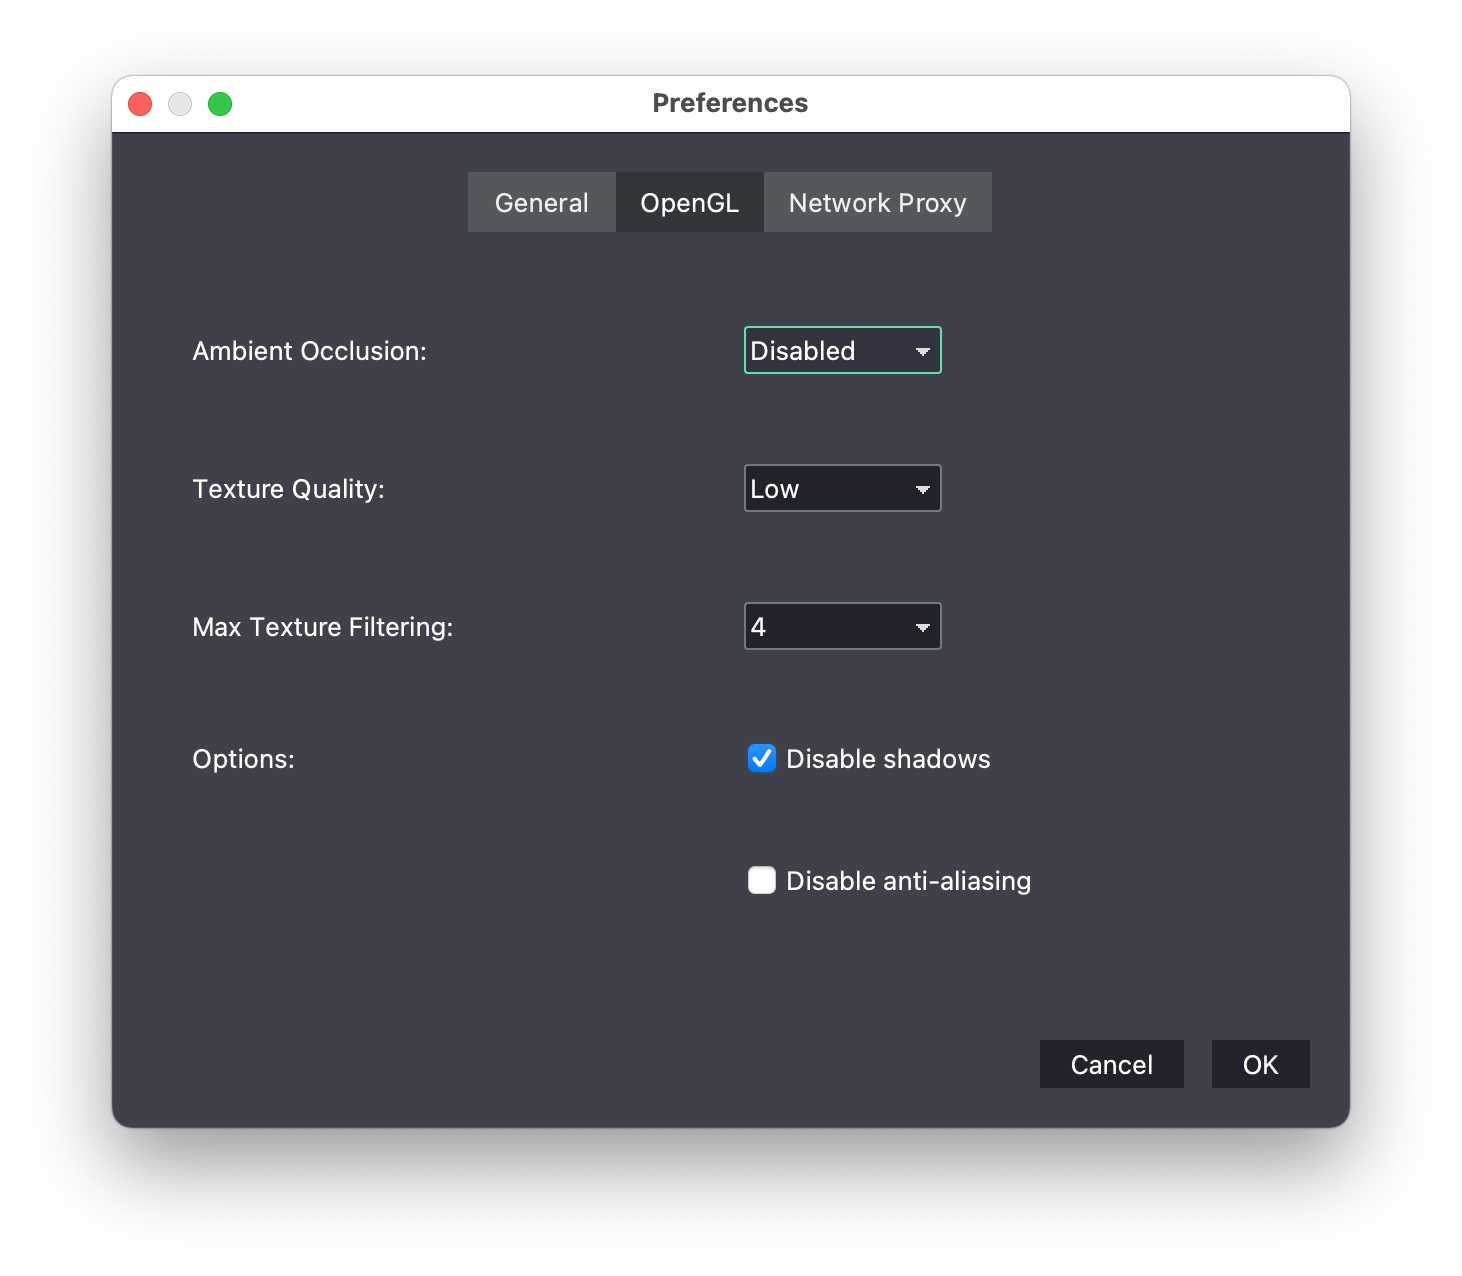 Preferences
General OpenGL Network Proxy
Ambient Occlusion: Disabled
Texture Quality: Low
Max Texture Filtering: 4
Options: Disable shadows
Disable anti-aliasing
Cancel OK